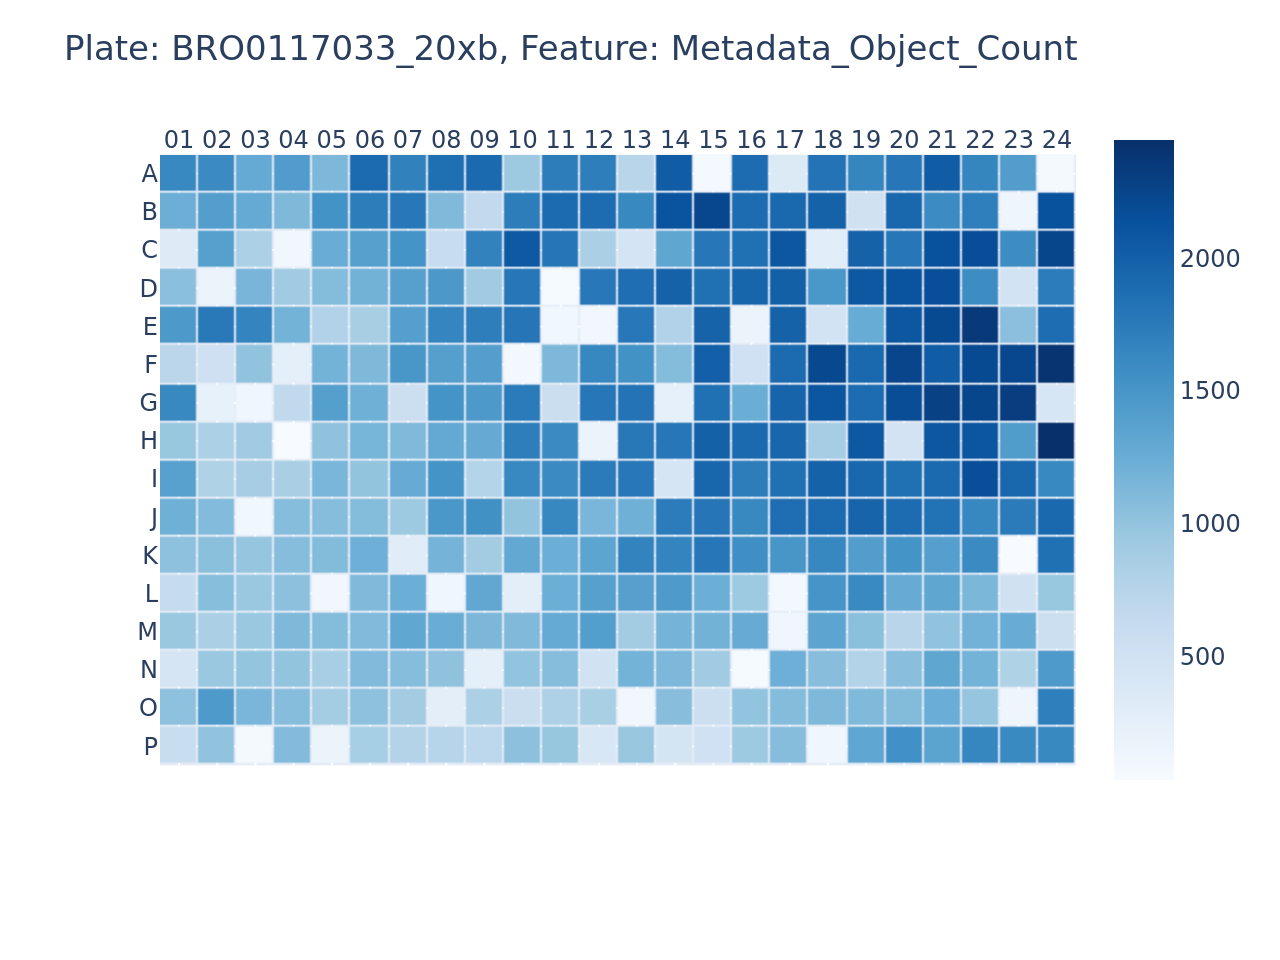 Plate: BRO0117033_20xb, Feature: Metadata_Object_Count
01 02 03 04 05 06 07 08 09 10 11 12 13 14 15 16 17 18 19 20 21 22 23 24
A
B
C
D
E
F
G
H
I
J
K
L
M
N
O
P
2000
1500
1000
500